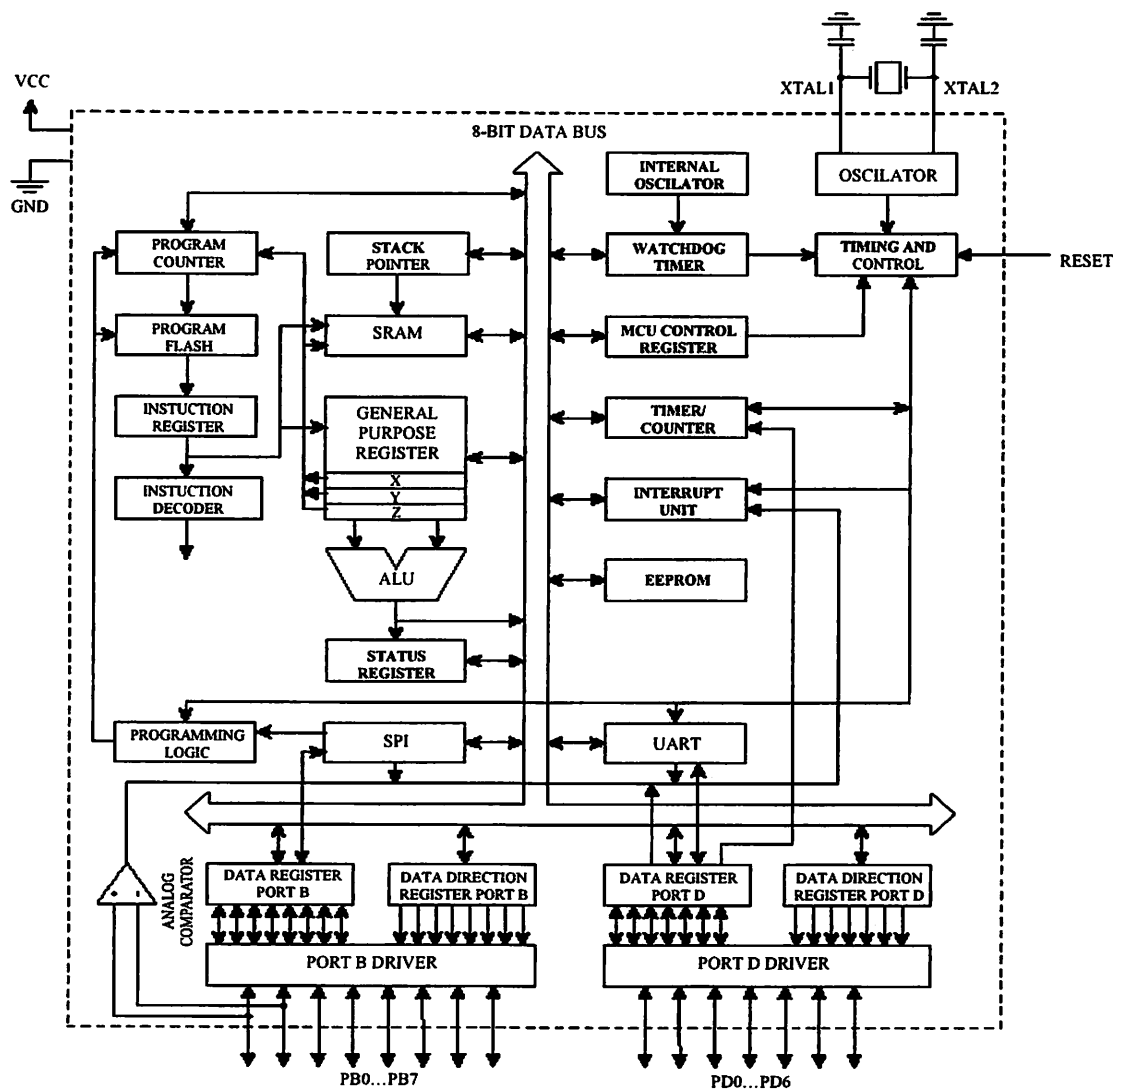 XTAL1
XTAL2
VCC
GND
8-BIT DATA BUS
INTERNAL
OSCILATOR
OSCILATOR
PROGRAM
COUNTER
STACK
POINTER
WATCHDOG
TIMER
TIMING AND
CONTROL
RESET
PROGRAM
FLASH
SRAM
MCU CONTROL
REGISTER
INSTUCTION
REGISTER
GENERAL
PURPOSE
REGISTER
X
Y
Z
TIMER/
COUNTER
INSTUCTION
DECODER
INTERRUPT
UNIT
ALU
EEPROM
STATUS
REGISTER
PROGRAMMING
LOGIC
SPI
UART
ANALOG
COMPARATOR
DATA REGISTER
PORT B
DATA DIRECTION
REGISTER PORT B
DATA REGISTER
PORT D
DATA DIRECTION
REGISTER PORT D
PORT B DRIVER
PORT D DRIVER
PB0...PB7
PD0...PD6